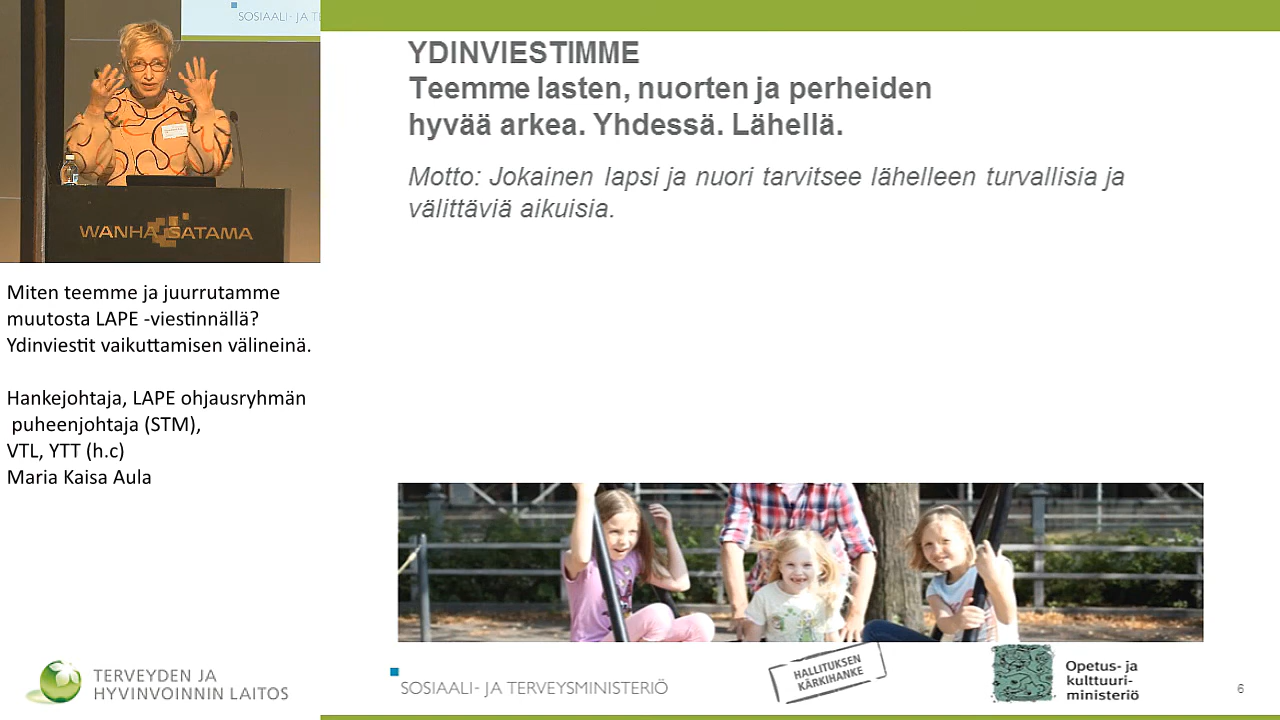 SOSIAALI- JA TE
WANHA SATAMA
Miten teemme ja juurrutamme
muutosta LAPE -viestinnällä?
Ydinviestit vaikuttamisen välineinä.
Hankejohtaja, LAPE ohjausryhmän
puheenjohtaja (STM),
VTL, YTT (h.c)
Maria Kaisa Aula
TERVEYDEN JA
HYVINVOINNIN LAITOS
YDINVIESTIMME
Teemme lasten, nuorten ja perheiden
hyvää arkea. Yhdessä. Lähellä.
Motto: Jokainen lapsi ja nuori tarvitsee lähelleen turvallisia ja
välittäviä aikuisia.
SOSIAALI- JA TERVEYSMINISTERIÖ
HALLITUKSEN
KÄRKIHANKE
Opetus- ja
kulttuuri-
ministeriö
6